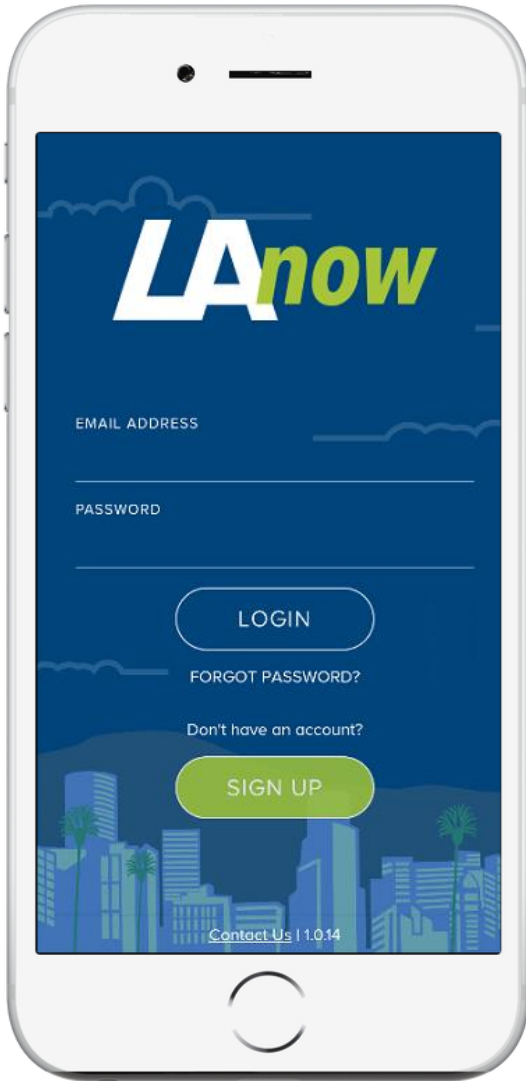 LAnow
EMAIL ADDRESS
PASSWORD
LOGIN
FORGOT PASSWORD?
Don't have an account?
SIGN UP
Contact Us | 1.0.14